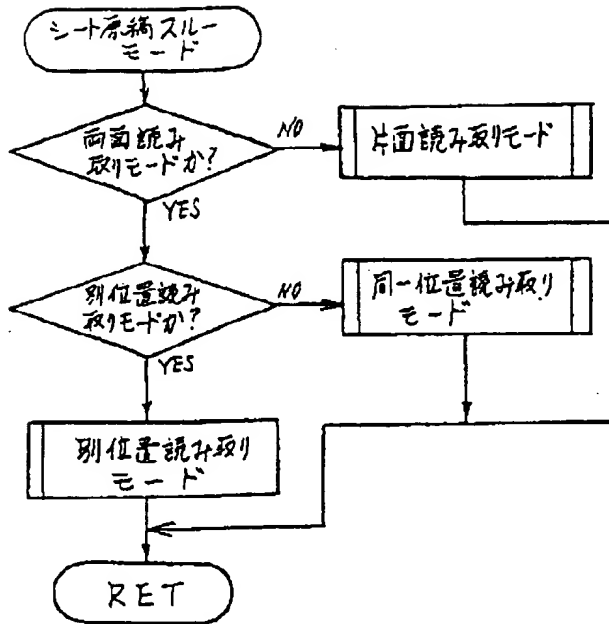 シート原稿スルー
モード
両面読み
取りモードか?
NO
片面読み取りモード
YES
別位置読み
取りモードか?
NO
同一位置読み取り
モード
YES
別位置読み取り
モード
RET